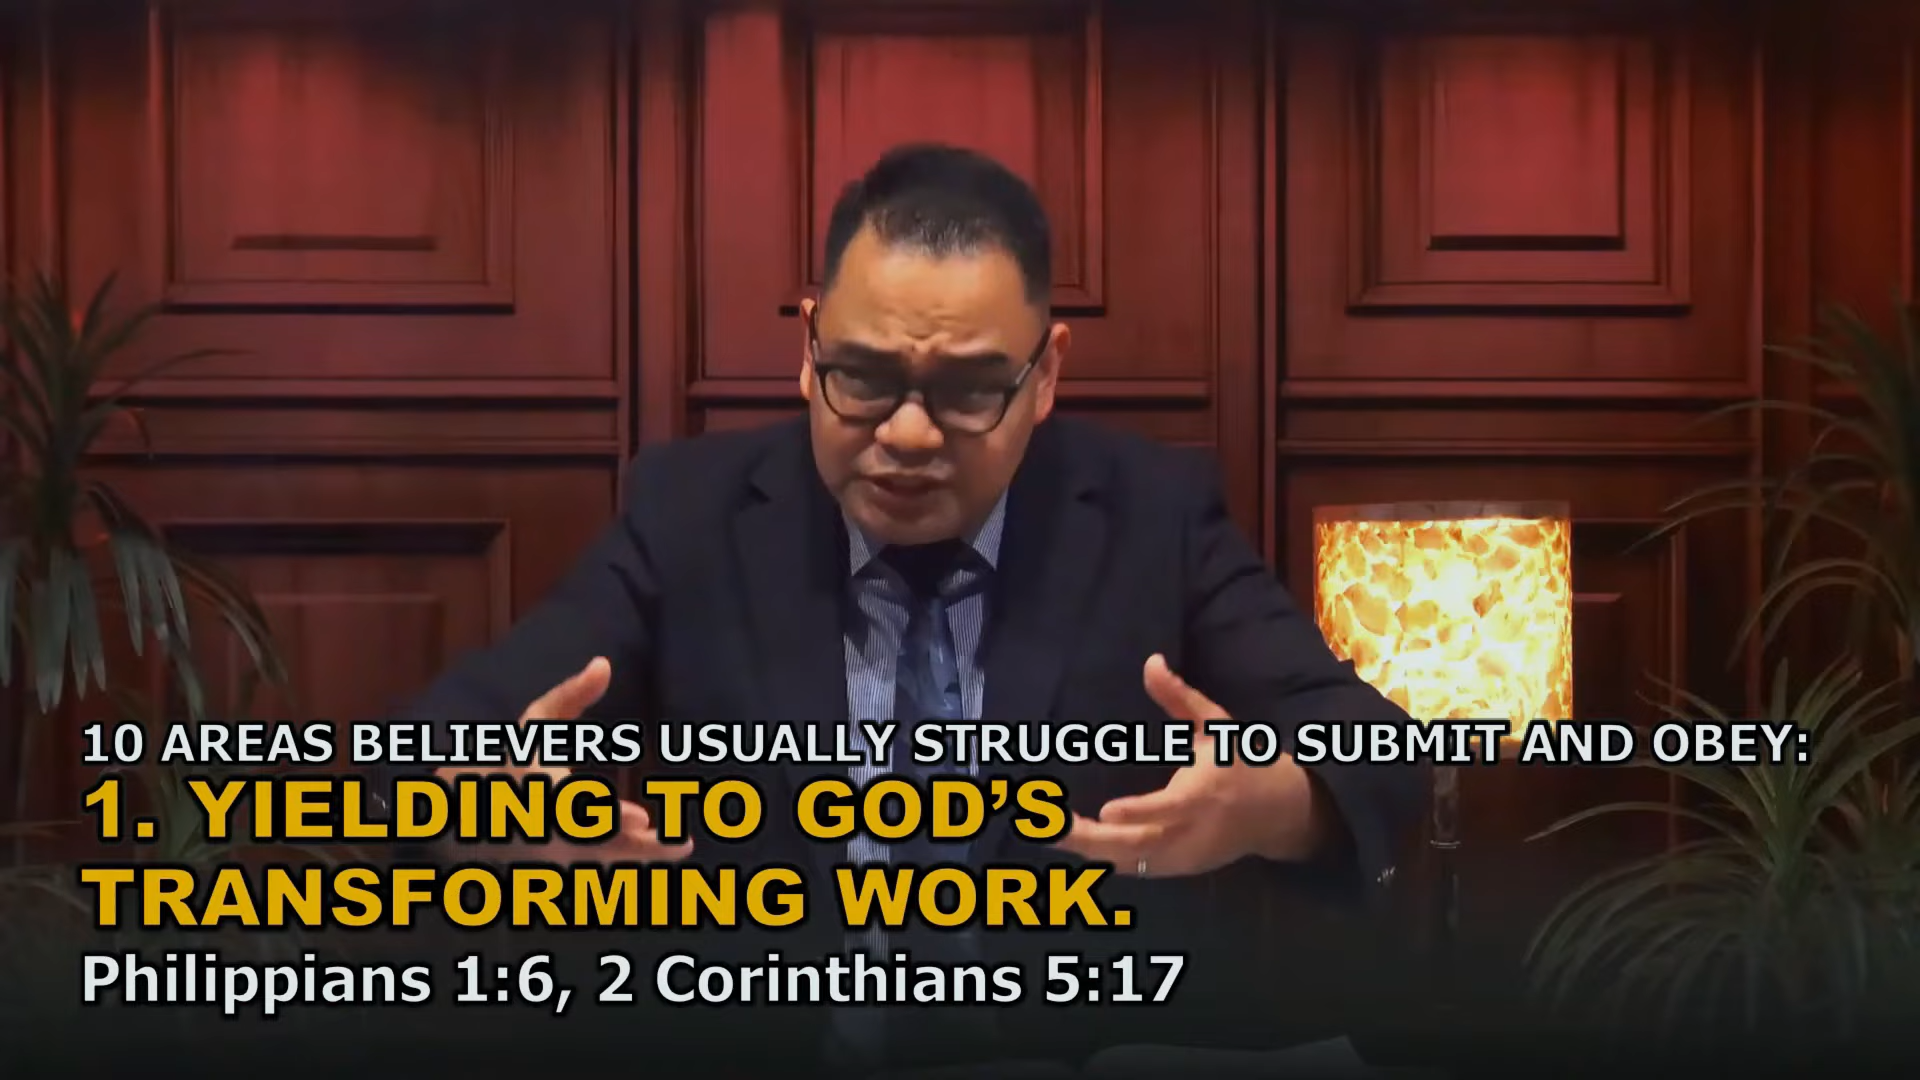 10 AREAS BELIEVERS USUALLY STRUGGLE TO SUBMIT AND OBEY:
1. YIELDING TO GOD’S
TRANSFORMING WORK.
Philippians 1:6, 2 Corinthians 5:17